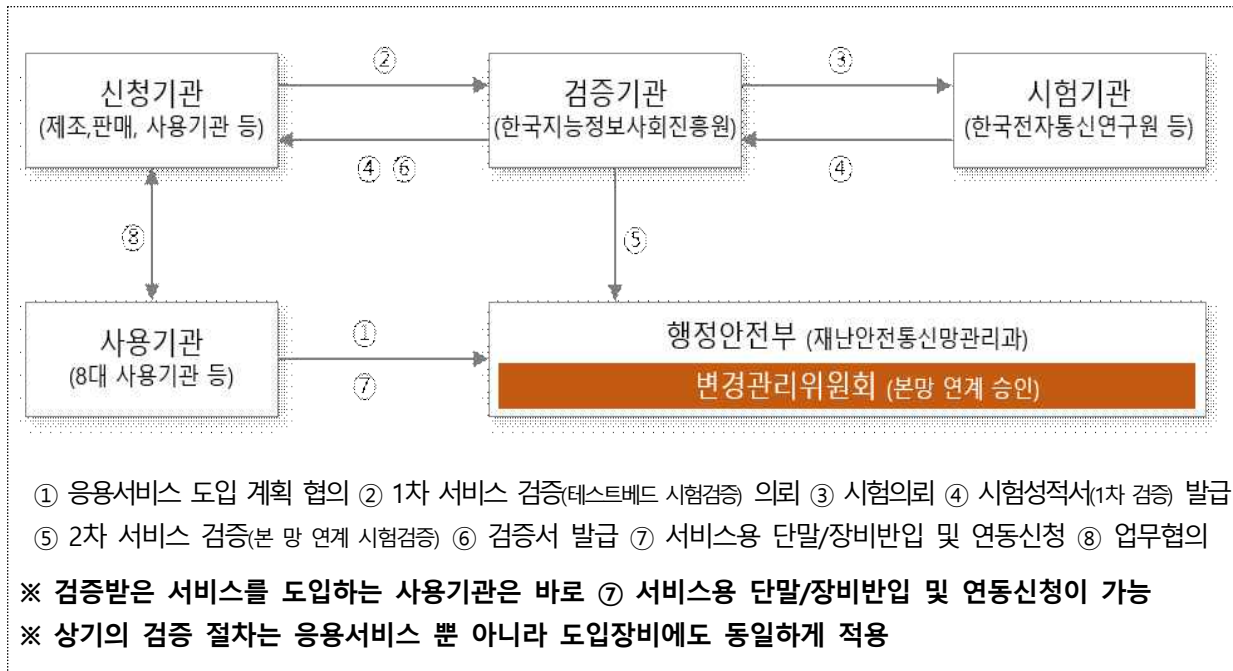 ② ③
신청기관 검증기관 시험기관
(제조,판매, 사용기관 등) (한국지능정보사회진흥원) (한국전자통신연구원 등)
④ ⑥ ④
⑧ ⑤
사용기관 ① 행정안전부 (재난안전통신망관리과)
(8대 사용기관 등) ⑦ 변경관리위원회 (본망 연계 승인)
① 응용서비스 도입 계획 협의 ② 1차 서비스 검증(테스트베드 시험검증) 의뢰 ③ 시험의뢰 ④ 시험성적서(1차 검증) 발급
⑤ 2차 서비스 검증(본 망 연계 시험검증) ⑥ 검증서 발급 ⑦ 서비스용 단말/장비반입 및 연동신청 ⑧ 업무협의
※ 검증받은 서비스를 도입하는 사용기관은 바로 ⑦ 서비스용 단말/장비반입 및 연동신청이 가능
※ 상기의 검증 절차는 응용서비스 뿐 아니라 도입장비에도 동일하게 적용